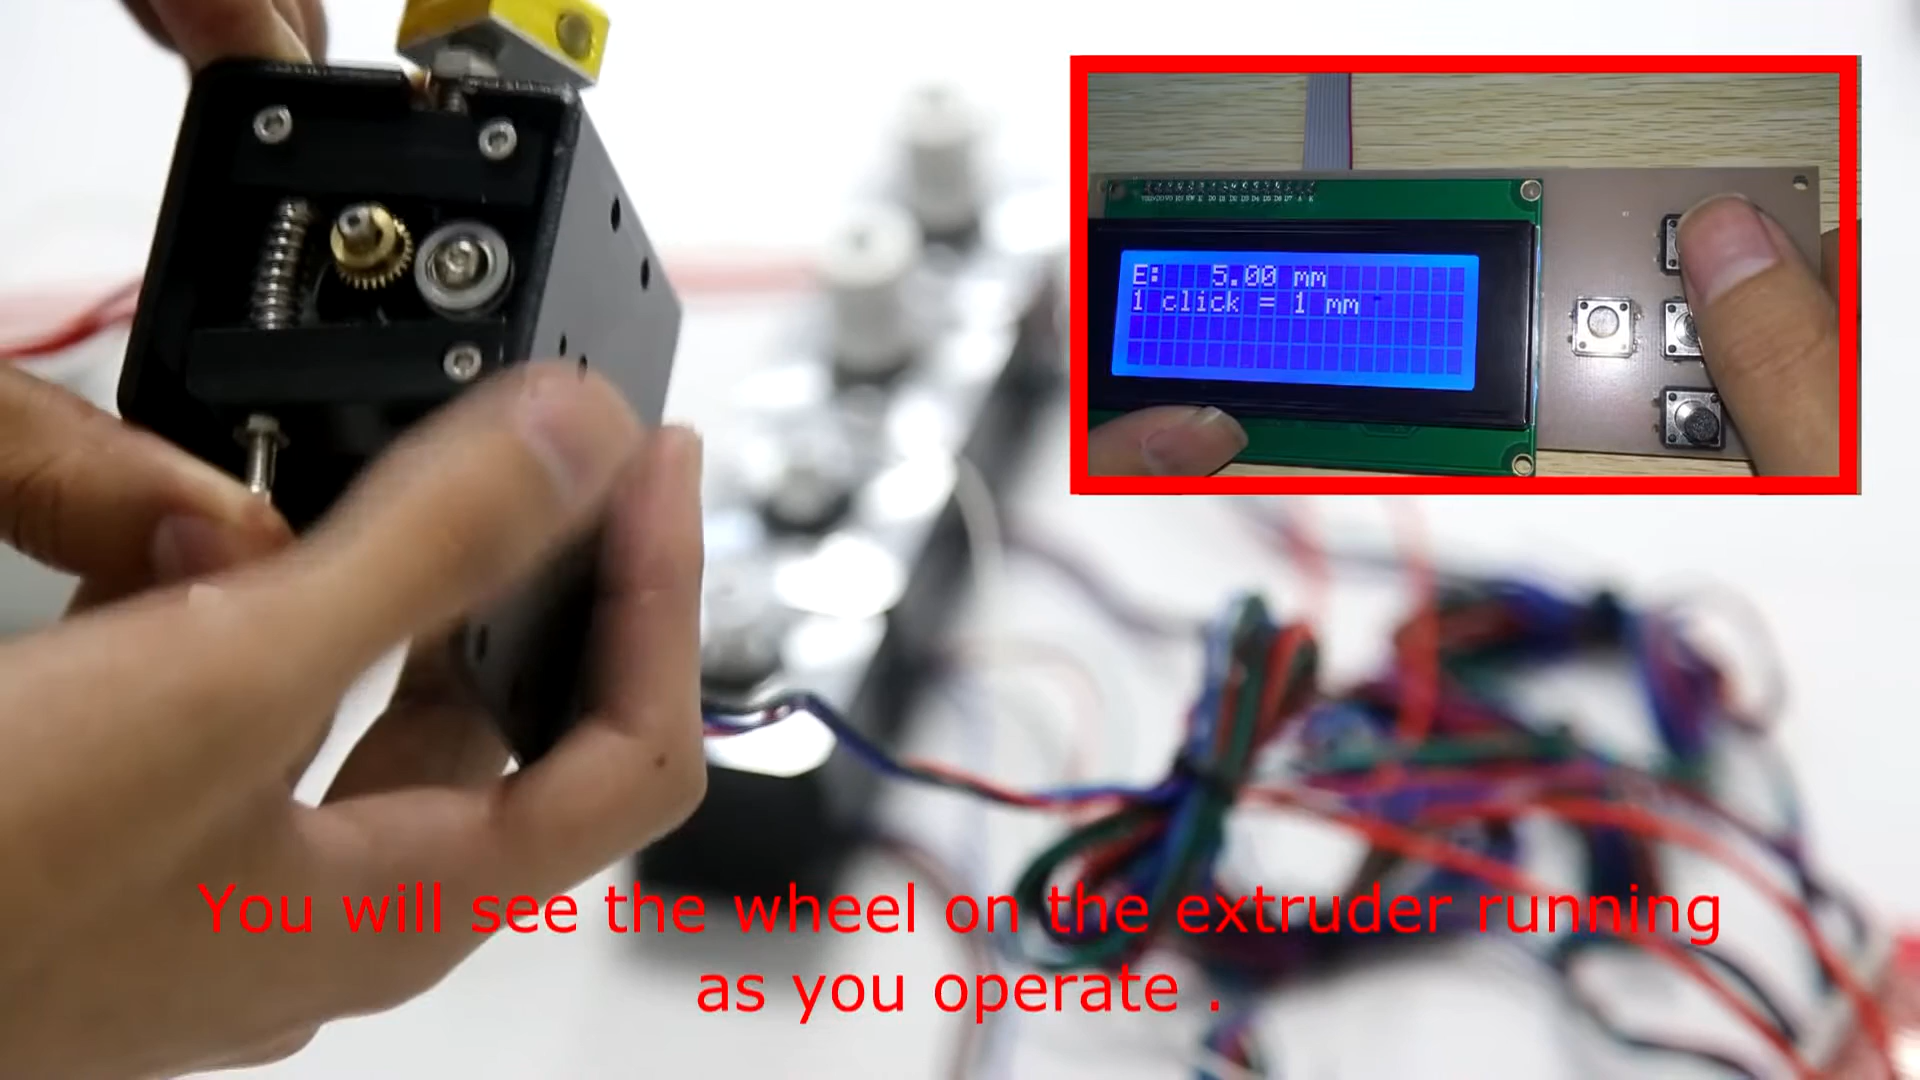 E: 5.00 mm
1 click = 1 mm
You will see the wheel on the extruder running
as you operate .